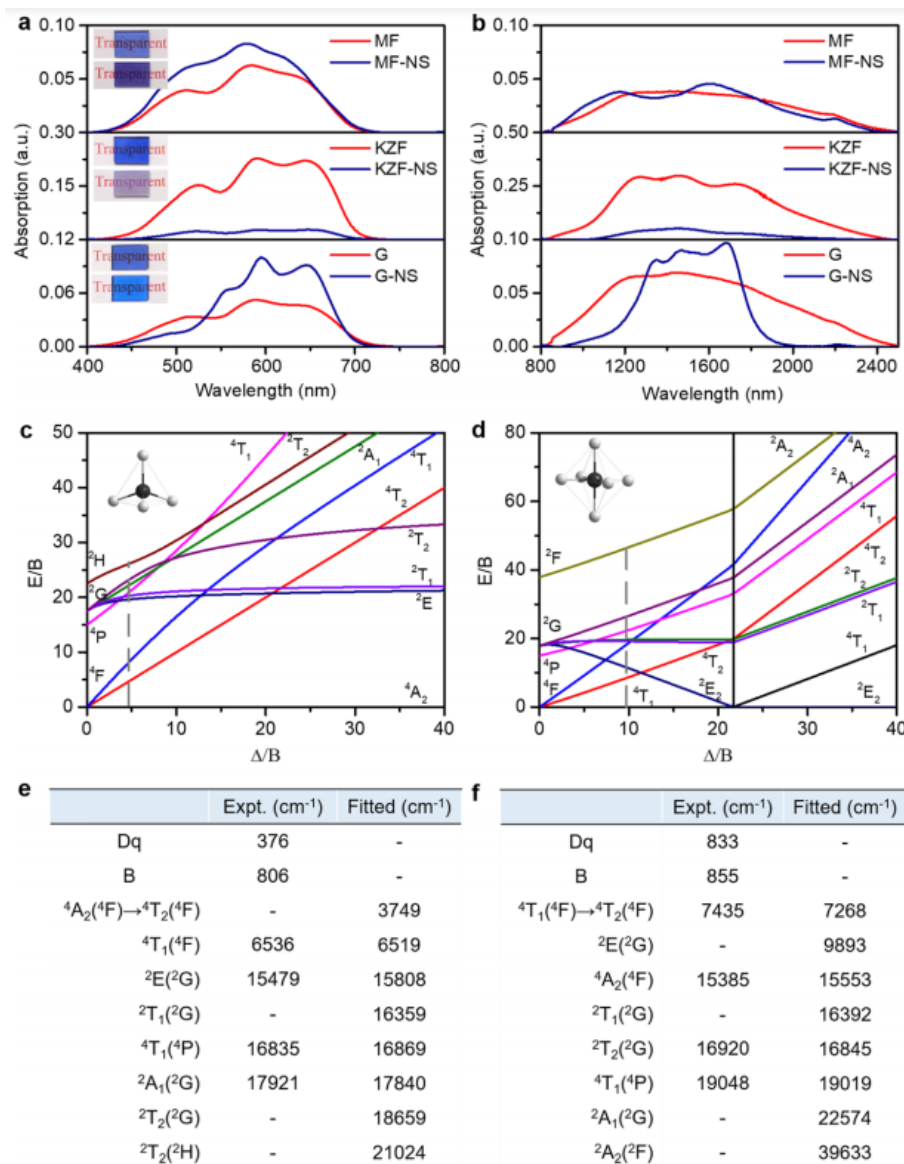 a
b
0.10
0.05
0.30
0.15
0.12
0.06
0.00
Absorption (a.u.)
Transparent
Transparent
MF
MF-NS
Transparent
Transparent
KZF
KZF-NS
Transparent
Transparent
G
G-NS
400 500 600 700 800
Wavelength (nm)
0.10
0.05
0.50
0.25
0.10
0.05
0.00
Absorption (a.u.)
MF
MF-NS
KZF
KZF-NS
G
G-NS
800 1200 1600 2000 2400
Wavelength (nm)
c
50
40
30
20
10
0
E/B
⁴T₁ ²T₂ ²A₁ ⁴T₁
⁴T₂
²T₂
²H
²G
²T₁
²E
⁴P
⁴F
⁴A₂
0 10 20 30 40
Δ/B
d
80
60
40
20
0
E/B
²A₂ ⁴A₂
²A₁
⁴T₁
²F
⁴T₂
²T₂
²T₁
²G
⁴P
⁴F
⁴T₂
⁴T₁
⁴T₁
²E₂
²E₂
0 10 20 30 40
Δ/B
e
Expt. (cm⁻¹) Fitted (cm⁻¹)
Dq 376 -
B 806 -
⁴A₂(⁴F)→⁴T₂(⁴F) - 3749
⁴T₁(⁴F) 6536 6519
²E(²G) 15479 15808
²T₁(²G) - 16359
⁴T₁(⁴P) 16835 16869
²A₁(²G) 17921 17840
²T₂(²G) - 18659
²T₂(²H) - 21024
f
Expt. (cm⁻¹) Fitted (cm⁻¹)
Dq 833 -
B 855 -
⁴T₁(⁴F)→⁴T₂(⁴F) 7435 7268
²E(²G) - 9893
⁴A₂(⁴F) 15385 15553
²T₁(²G) - 16392
²T₂(²G) 16920 16845
⁴T₁(⁴P) 19048 19019
²A₁(²G) - 22574
²A₂(²F) - 39633